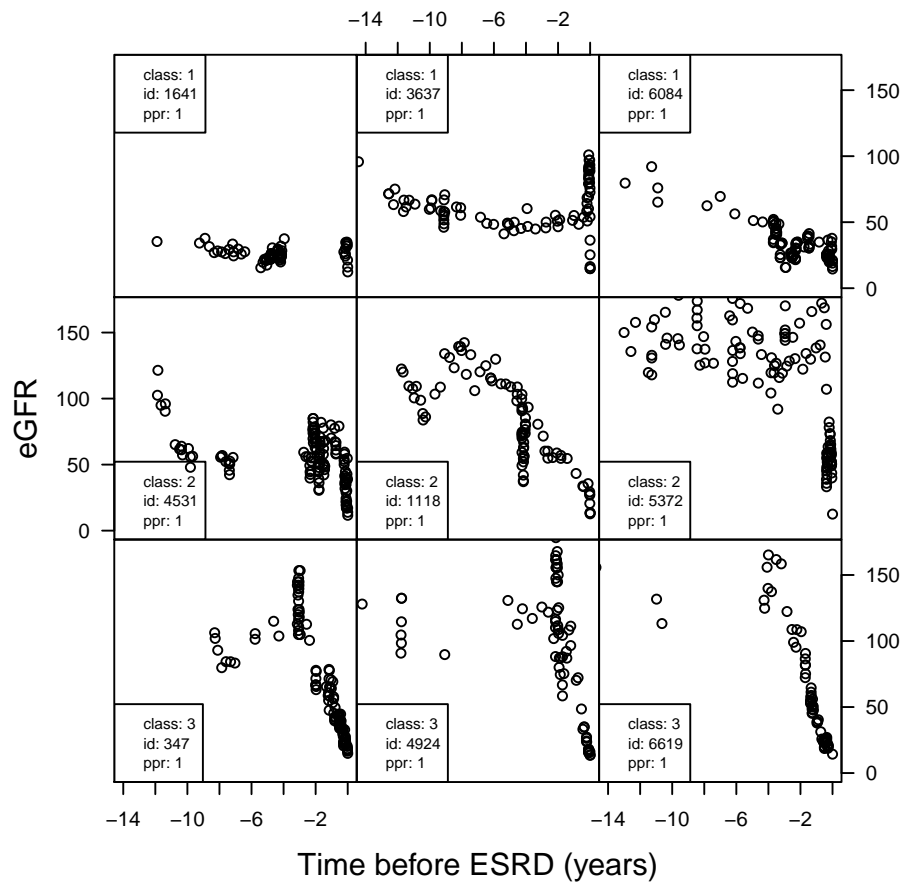 −14 −10 −6 −2
class: 1
id: 1641
ppr: 1
class: 1
id: 3637
ppr: 1
class: 1
id: 6084
ppr: 1
150
100
50
0
eGFR
150
100
50
0
class: 2
id: 4531
ppr: 1
class: 2
id: 1118
ppr: 1
class: 2
id: 5372
ppr: 1
150
100
50
0
class: 3
id: 347
ppr: 1
class: 3
id: 4924
ppr: 1
class: 3
id: 6619
ppr: 1
−14 −10 −6 −2
−14 −10 −6 −2
Time before ESRD (years)